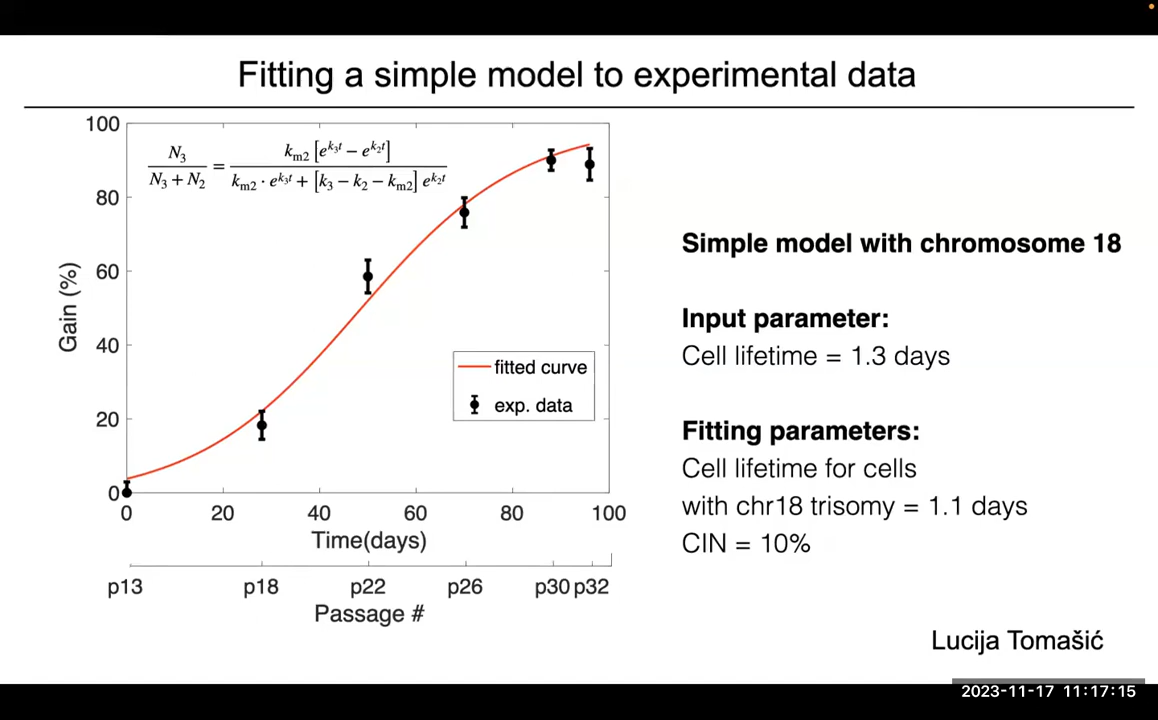 Fitting a simple model to experimental data
100
80
60
40
20
0
Gain (%)
N₃ / (N₃ + N₂) = kₘ₂ [e^{k₃t} − e^{k₂t}] / (kₘ₂ · e^{k₃t} + [k₃ − k₂ − kₘ₂] e^{k₂t})
fitted curve
exp. data
0 20 40 60 80 100
Time(days)
p13 p18 p22 p26 p30 p32
Passage #
Simple model with chromosome 18
Input parameter:
Cell lifetime = 1.3 days
Fitting parameters:
Cell lifetime for cells
with chr18 trisomy = 1.1 days
CIN = 10%
Lucija Tomašić
2023-11-17 11:17:15